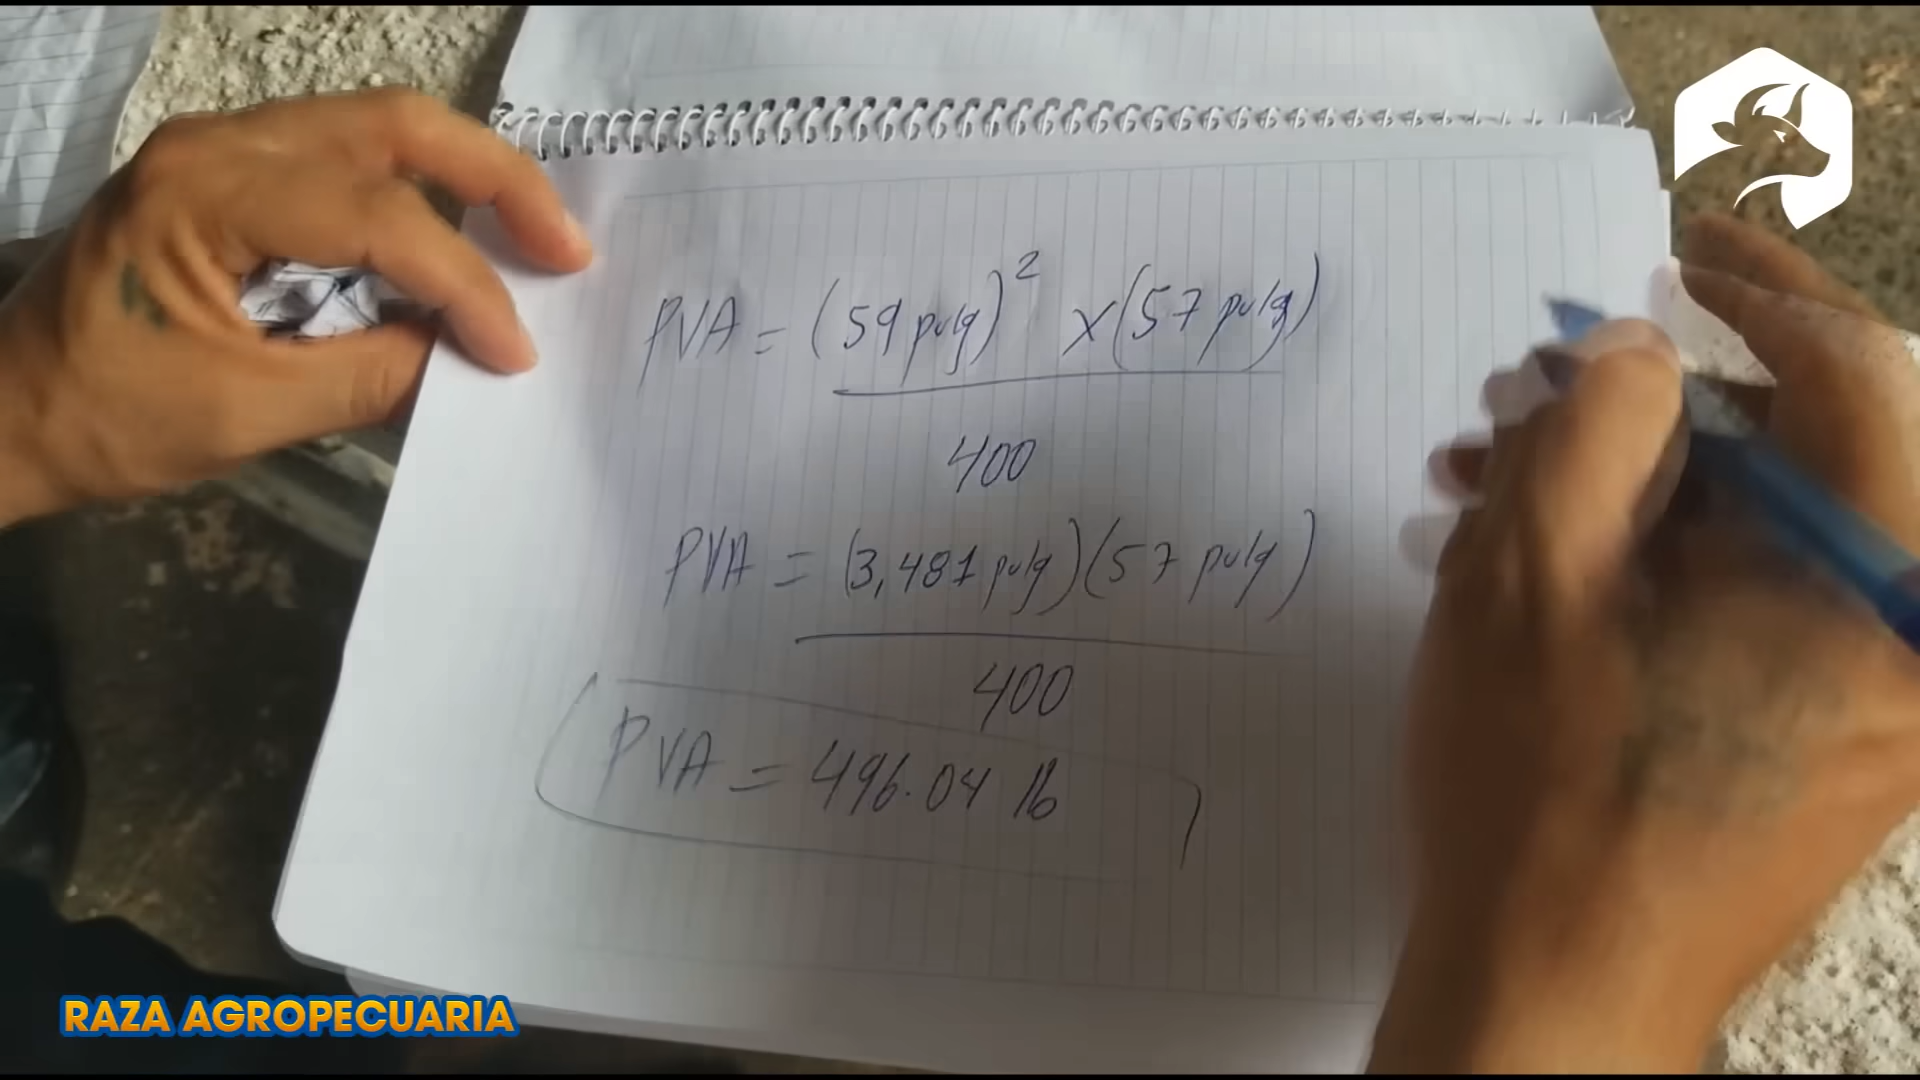 PVA = (59 pulg)² x (57 pulg)
400
PVA = (3,481 pulg)(57 pulg)
400
PVA = 496.04 lb
RAZA AGROPECUARIA